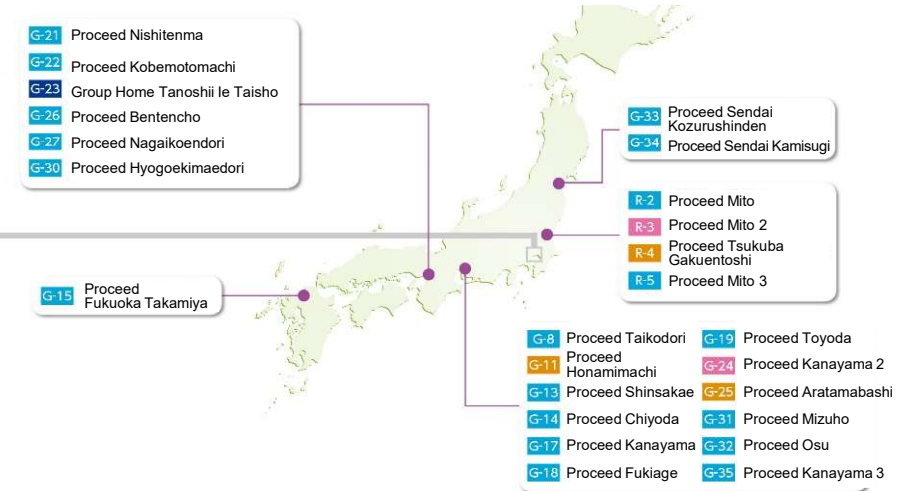 G-21 Proceed Nishitenma
G-22 Proceed Kobemotomachi
G-23 Group Home Tanoshii Ie Taisho
G-26 Proceed Bentencho
G-27 Proceed Nagaikoendori
G-30 Proceed Hyogoekimaedori
G-33 Proceed Sendai
Kozurushinden
G-34 Proceed Sendai Kamisugi
R-2 Proceed Mito
R-3 Proceed Mito 2
R-4 Proceed Tsukuba
Gakuentoshi
R-5 Proceed Mito 3
G-15 Proceed
Fukuoka Takamiya
G-8 Proceed Taikodori
G-11 Proceed
Honamimachi
G-13 Proceed Shinsakae
G-14 Proceed Chiyoda
G-17 Proceed Kanayama
G-18 Proceed Fukiage
G-19 Proceed Toyoda
G-24 Proceed Kanayama 2
G-25 Proceed Aratamabashi
G-31 Proceed Mizuho
G-32 Proceed Osu
G-35 Proceed Kanayama 3